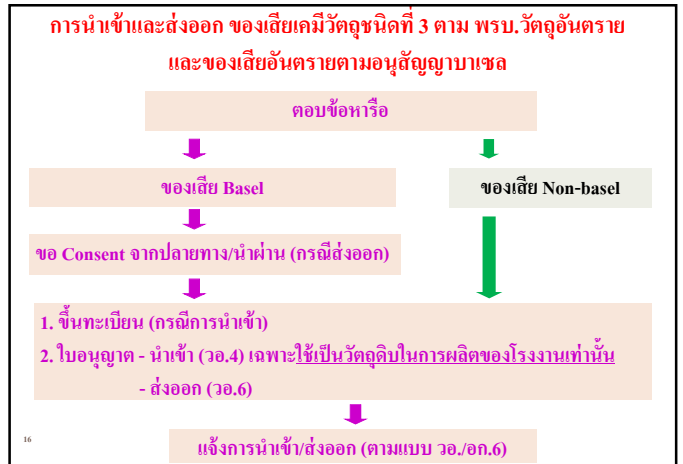 การนำเข้าและส่งออก ของเสียเคมีวัตถุชนิดที่ 3 ตาม พรบ.วัตถุอันตราย
และของเสียอันตรายตามอนุสัญญาบาเซล
ตอบข้อหารือ
ของเสีย Basel
ของเสีย Non-basel
ขอ Consent จากปลายทาง/นำผ่าน (กรณีส่งออก)
1. ขึ้นทะเบียน (กรณีการนำเข้า)
2. ใบอนุญาต - นำเข้า (วอ.4) เฉพาะใช้เป็นวัตถุดิบในการผลิตของโรงงานเท่านั้น
- ส่งออก (วอ.6)
16
แจ้งการนำเข้า/ส่งออก (ตามแบบ วอ./อก.6)